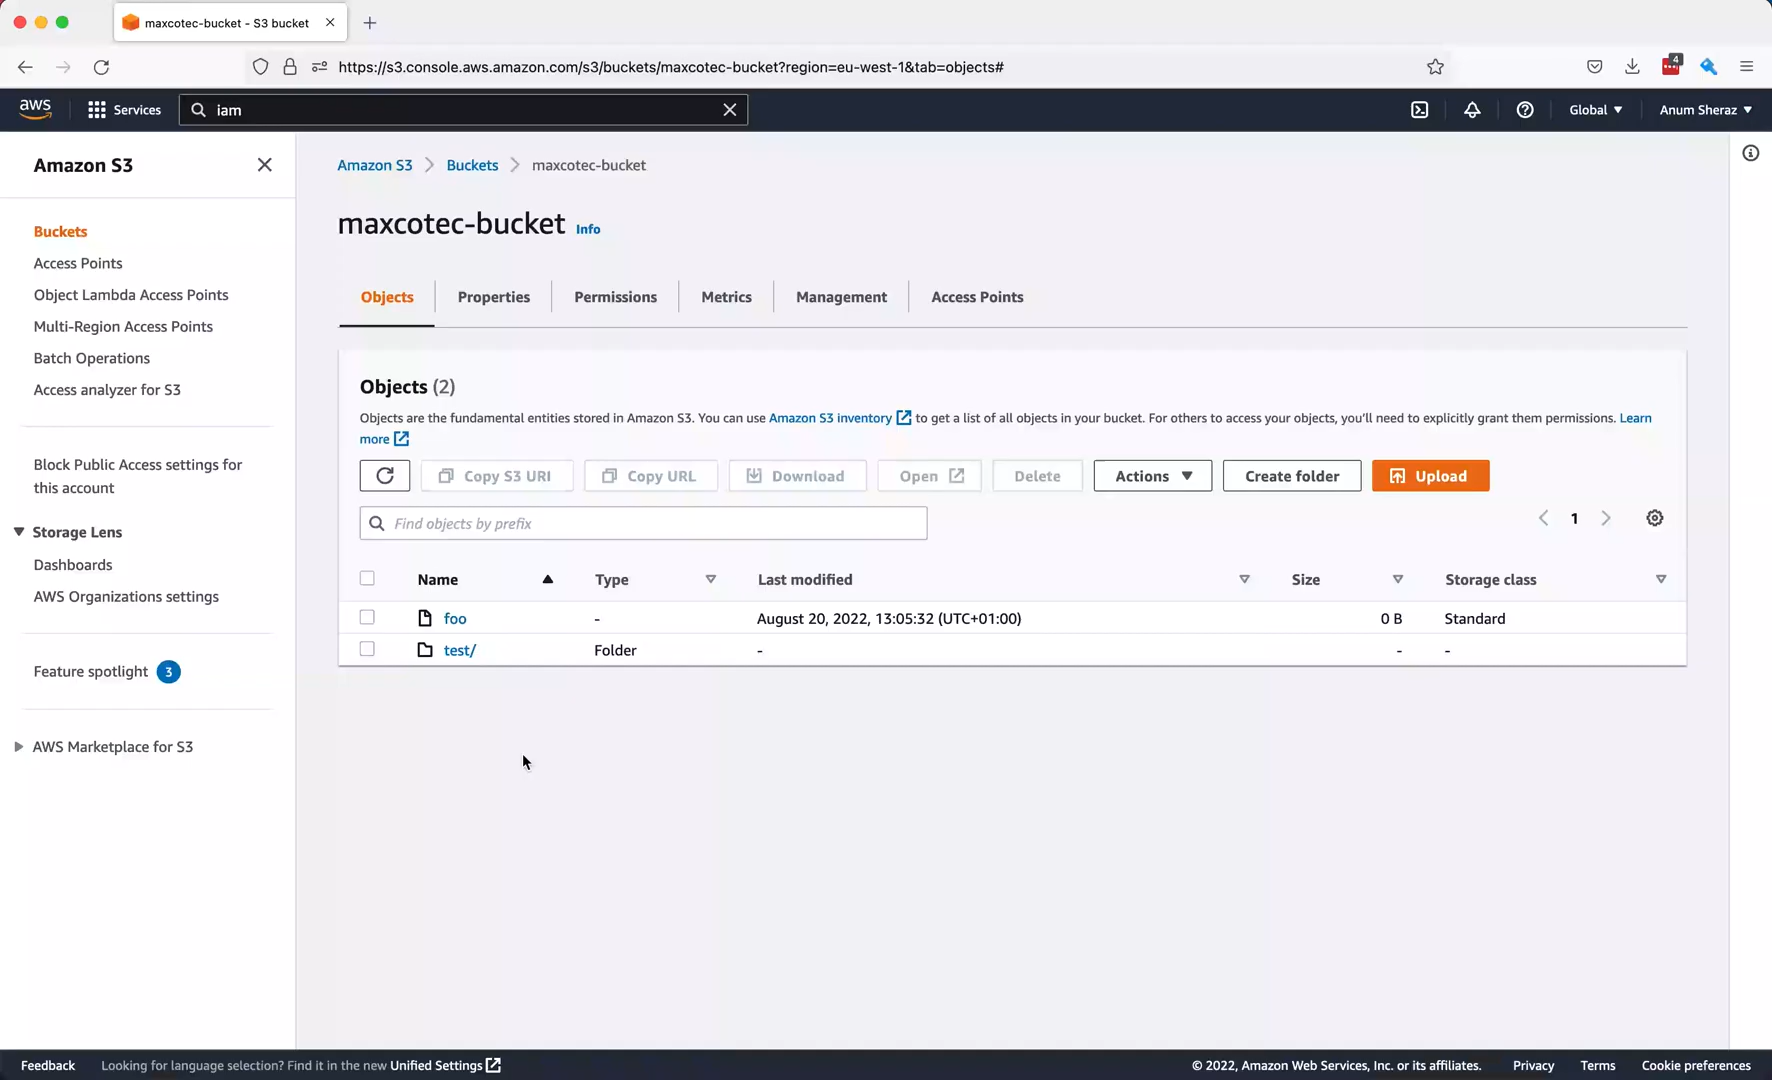 maxcotec-bucket - S3 bucket
https://s3.console.aws.amazon.com/s3/buckets/maxcotec-bucket?region=eu-west-1&tab=objects#
4
aws
Services
iam
Global
Anum Sheraz
Amazon S3
Buckets
Access Points
Object Lambda Access Points
Multi-Region Access Points
Batch Operations
Access analyzer for S3
Block Public Access settings for
this account
Storage Lens
Dashboards
AWS Organizations settings
Feature spotlight 3
AWS Marketplace for S3
Amazon S3 Buckets maxcotec-bucket
maxcotec-bucket Info
Objects Properties Permissions Metrics Management Access Points
Objects (2)
Objects are the fundamental entities stored in Amazon S3. You can use Amazon S3 inventory to get a list of all objects in your bucket. For others to access your objects, you'll need to explicitly grant them permissions. Learn
more
Copy S3 URI Copy URL Download Open Delete Actions Create folder Upload
Find objects by prefix
1
Name Type Last modified Size Storage class
foo - August 20, 2022, 13:05:32 (UTC+01:00) 0 B Standard
test/ Folder - - -
Feedback Looking for language selection? Find it in the new Unified Settings © 2022, Amazon Web Services, Inc. or its affiliates. Privacy Terms Cookie preferences